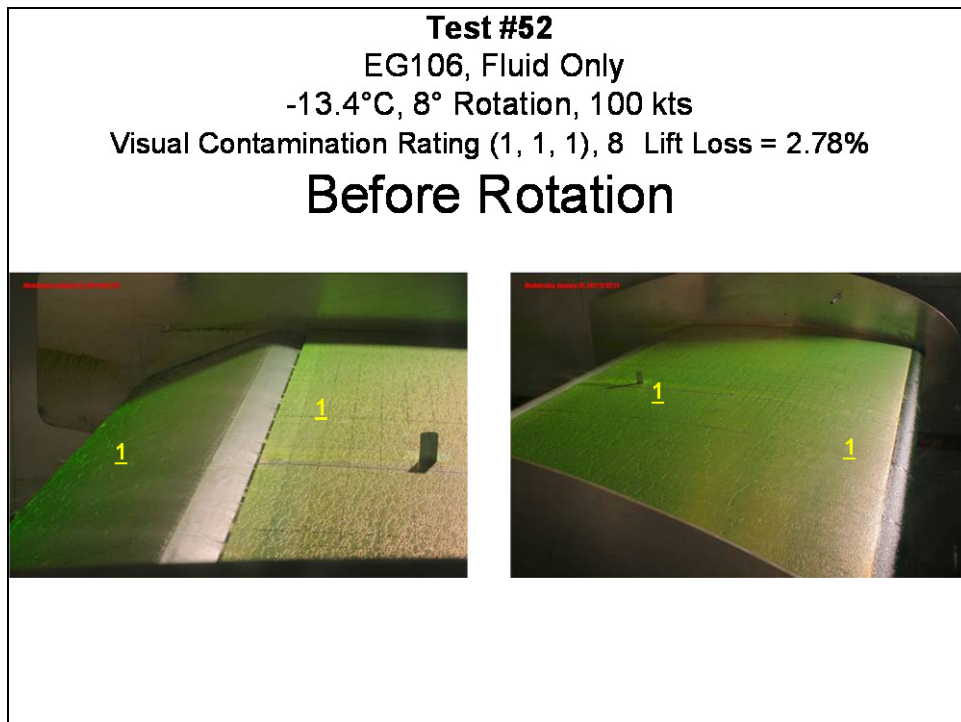 Test #52
EG106, Fluid Only
-13.4°C, 8° Rotation, 100 kts
Visual Contamination Rating (1, 1, 1), 8 Lift Loss = 2.78%
Before Rotation
1
1
1
1